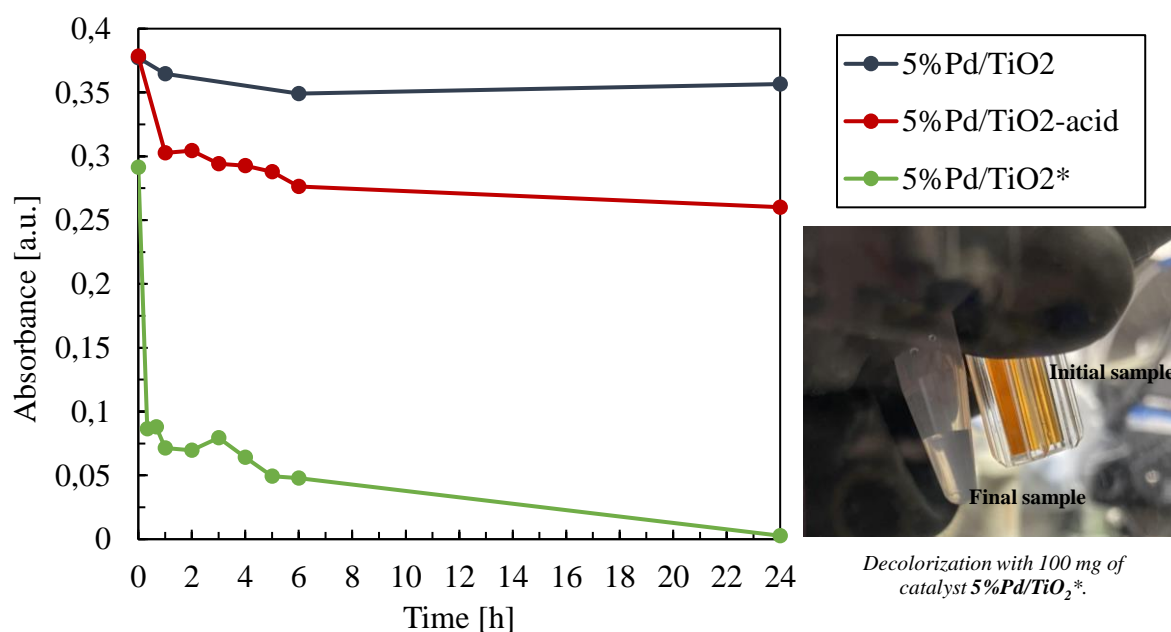 Absorbance [a.u.]
0,4
0,35
0,3
0,25
0,2
0,15
0,1
0,05
0
0 2 4 6 8 10 12 14 16 18 20 22 24
Time [h]
5%Pd/TiO2
5%Pd/TiO2-acid
5%Pd/TiO2*
Initial sample
Final sample
Decolorization with 100 mg of
catalyst 5%Pd/TiO₂*.